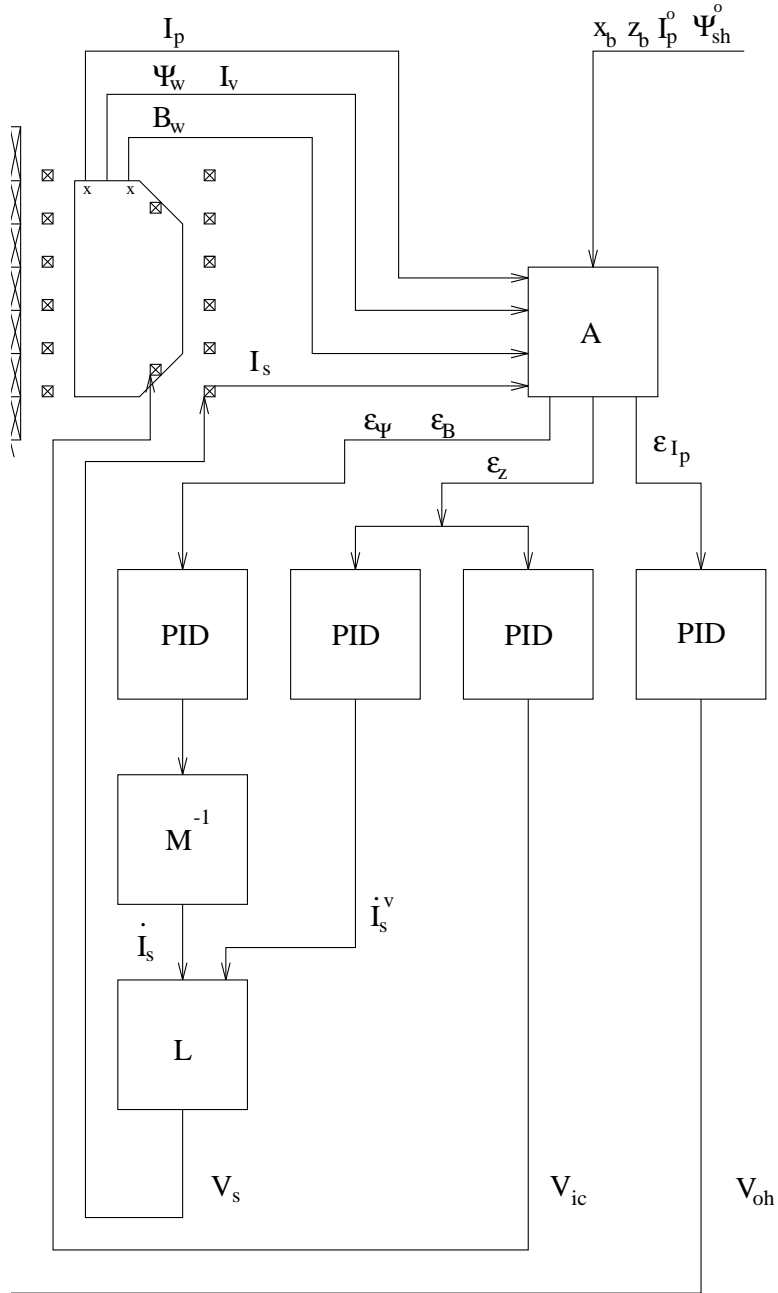 I_p
x_b z_b I_p^o Ψ_sh^o
Ψ_w I_v
B_w
x x
A
I_s
ε_Ψ ε_B
ε_I_p
ε_z
PID PID PID PID
M^-1
İ_s
İ_s^v
L
V_s
V_ic
V_oh